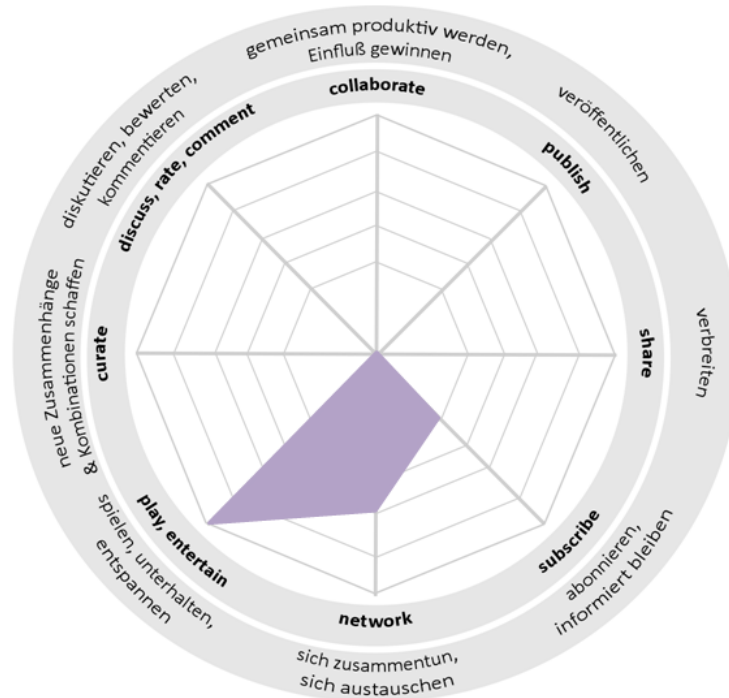 gemeinsam produktiv werden,
Einfluß gewinnen
collaborate
veröffentlichen
publish
verbreiten
share
abonnieren,
informiert bleiben
subscribe
sich zusammentun,
sich austauschen
network
spielen, unterhalten,
entspannen
play, entertain
neue Zusammenhänge
& Kombinationen schaffen
curate
diskutieren, bewerten,
kommentieren
discuss, rate, comment